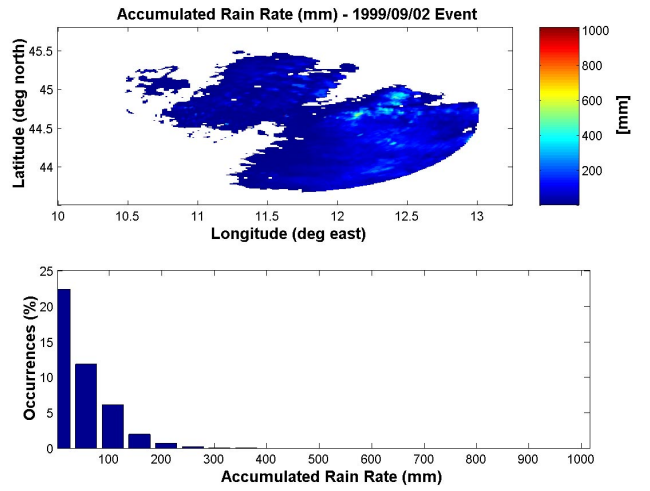 Accumulated Rain Rate (mm) - 1999/09/02 Event
Latitude (deg north)
45.5
45
44.5
44
10 10.5 11 11.5 12 12.5 13
Longitude (deg east)
1000
800
600
400
200
[mm]
Occurrences (%)
25
20
15
10
5
0
100 200 300 400 500 600 700 800 900 1000
Accumulated Rain Rate (mm)